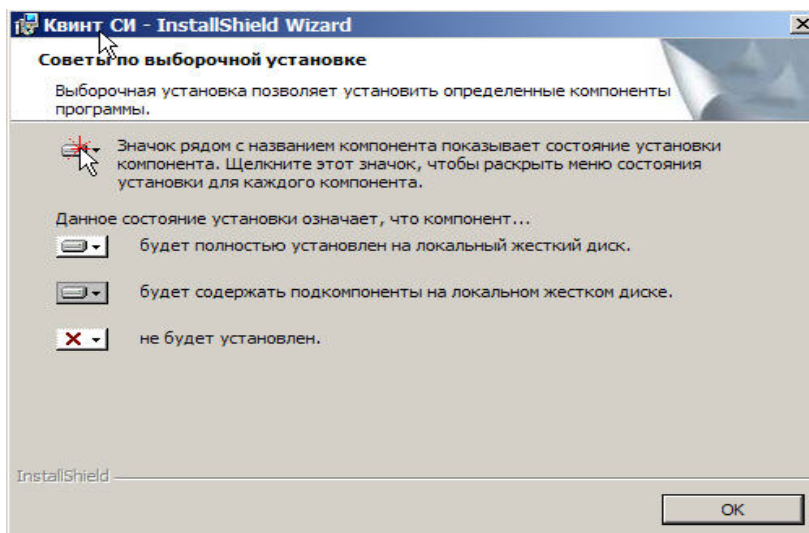 Квинт СИ - InstallShield Wizard
Советы по выборочной установке
Выборочная установка позволяет установить определенные компоненты
программы.
Значок рядом с названием компонента показывает состояние установки
компонента. Щелкните этот значок, чтобы раскрыть меню состояния
установки для каждого компонента.
Данное состояние установки означает, что компонент...
будет полностью установлен на локальный жесткий диск.
будет содержать подкомпоненты на локальном жестком диске.
не будет установлен.
InstallShield
OK